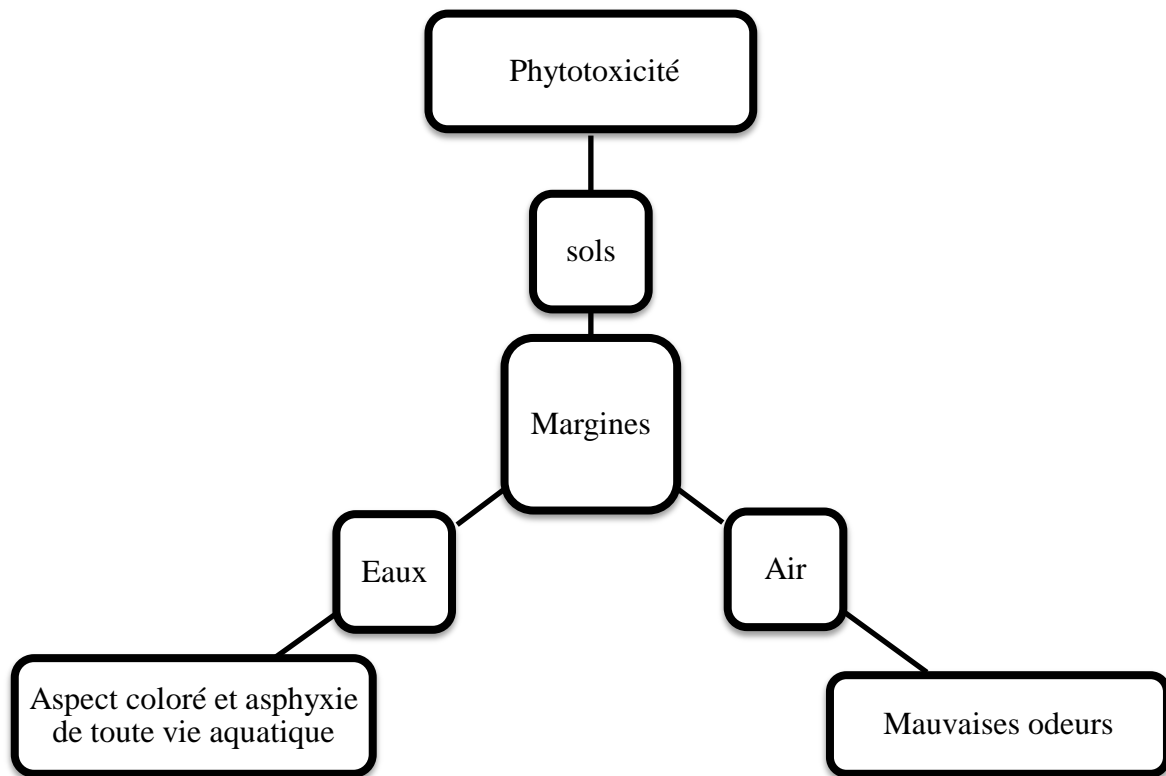 Phytotoxicité
sols
Margines
Eaux
Air
Aspect coloré et asphyxie
de toute vie aquatique
Mauvaises odeurs